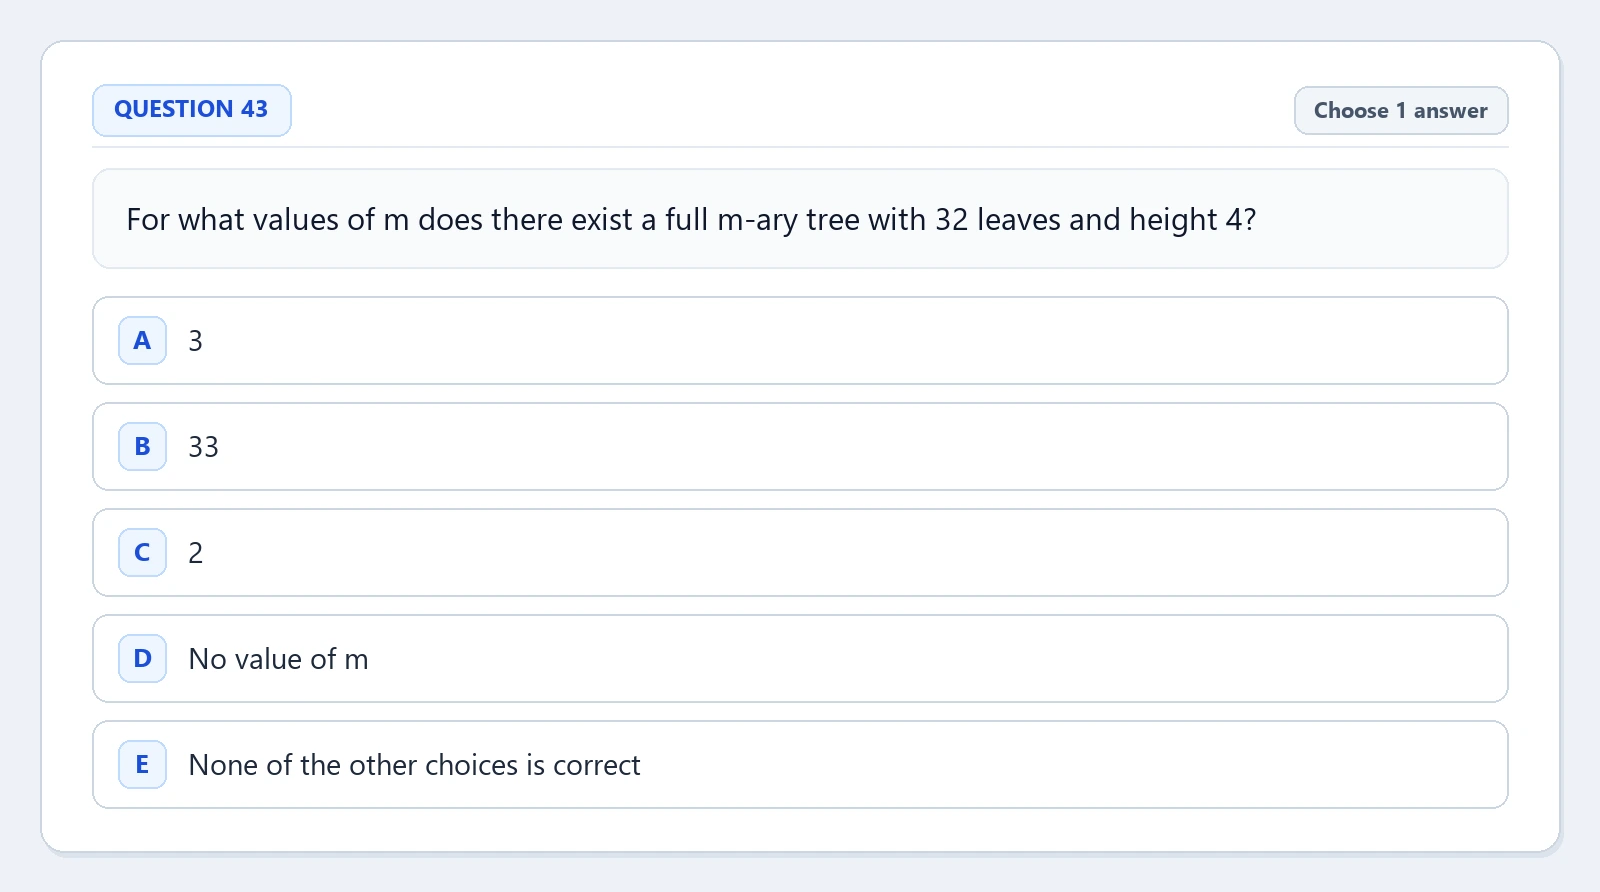 QUESTION 43
Choose 1 answer
For what values of m does there exist a full m-ary tree with 32 leaves and height 4?
A 3
B 33
C 2
D No value of m
E None of the other choices is correct